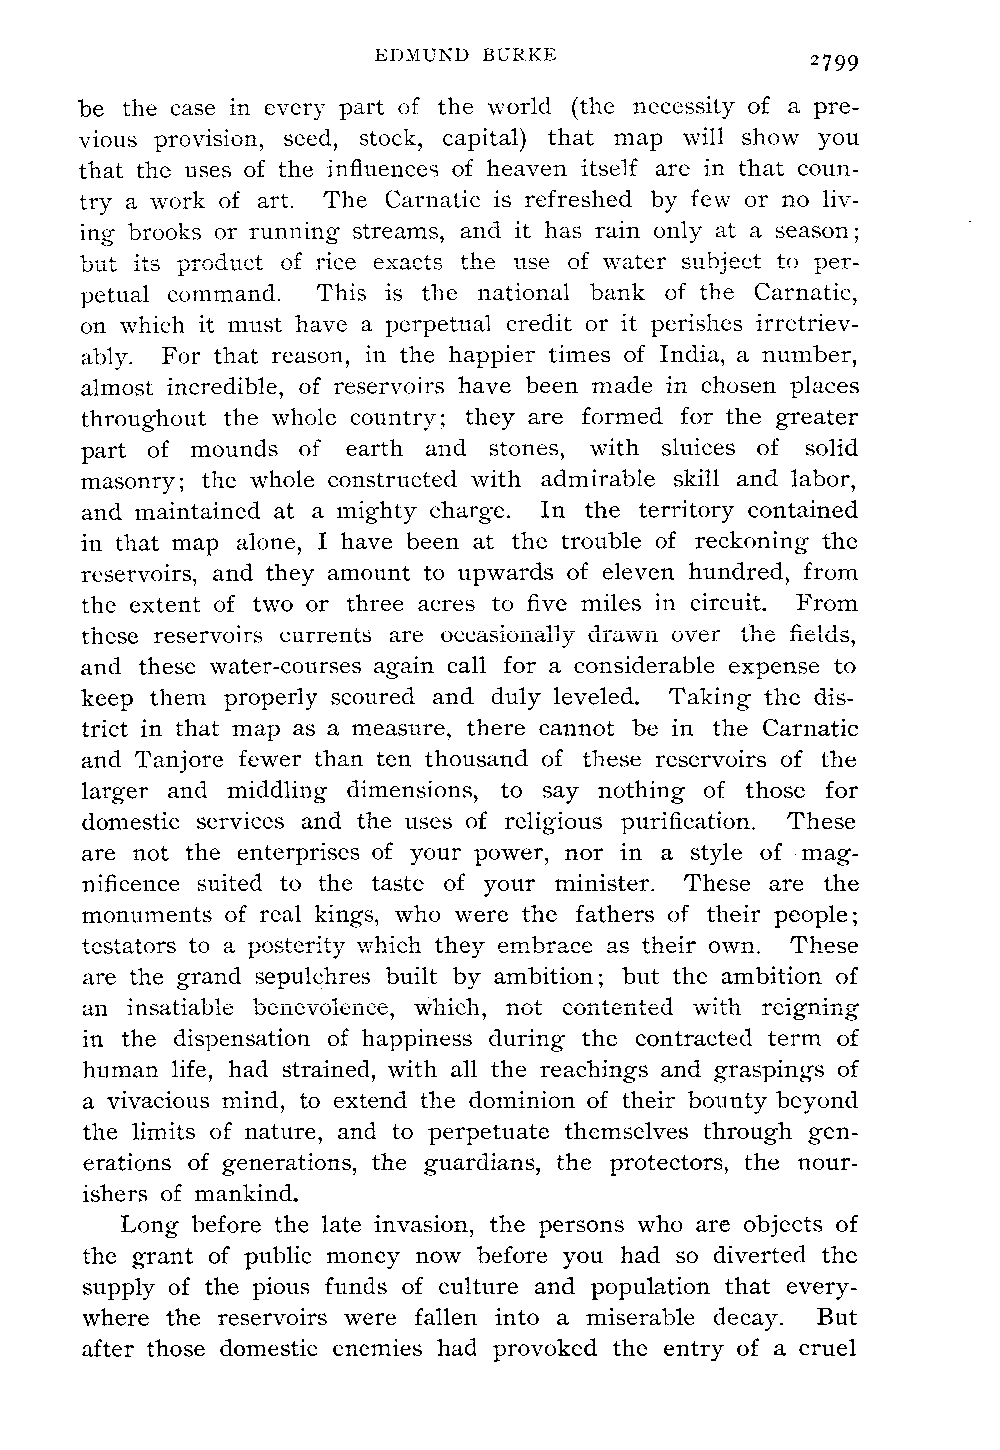 EDMUND BURKE 2799
be the case in every part of the world (the necessity of a pre-
vious provision, seed, stock, capital) that map will show you
that the uses of the influences of heaven itself are in that coun-
try a work of art. The Carnatic is refreshed by few or no liv-
ing brooks or running streams, and it has rain only at a season;
but its product of rice exacts the use of water subject to per-
petual command. This is the national bank of the Carnatic,
on which it must have a perpetual credit or it perishes irretriev-
ably. For that reason, in the happier times of India, a number,
almost incredible, of reservoirs have been made in chosen places
throughout the whole country; they are formed for the greater
part of mounds of earth and stones, with sluices of solid
masonry; the whole constructed with admirable skill and labor,
and maintained at a mighty charge. In the territory contained
in that map alone, I have been at the trouble of reckoning the
reservoirs, and they amount to upwards of eleven hundred, from
the extent of two or three acres to five miles in circuit. From
these reservoirs currents are occasionally drawn over the fields,
and these water-courses again call for a considerable expense to
keep them properly scoured and duly leveled. Taking the dis-
trict in that map as a measure, there cannot be in the Carnatic
and Tanjore fewer than ten thousand of these reservoirs of the
larger and middling dimensions, to say nothing of those for
domestic services and the uses of religious purification. These
are not the enterprises of your power, nor in a style of mag-
nificence suited to the taste of your minister. These are the
monuments of real kings, who were the fathers of their people;
testators to a posterity which they embrace as their own. These
are the grand sepulchres built by ambition; but the ambition of
an insatiable benevolence, which, not contented with reigning
in the dispensation of happiness during the contracted term of
human life, had strained, with all the reachings and graspings of
a vivacious mind, to extend the dominion of their bounty beyond
the limits of nature, and to perpetuate themselves through gen-
erations of generations, the guardians, the protectors, the nour-
ishers of mankind.
Long before the late invasion, the persons who are objects of
the grant of public money now before you had so diverted the
supply of the pious funds of culture and population that every-
where the reservoirs were fallen into a miserable decay. But
after those domestic enemies had provoked the entry of a cruel